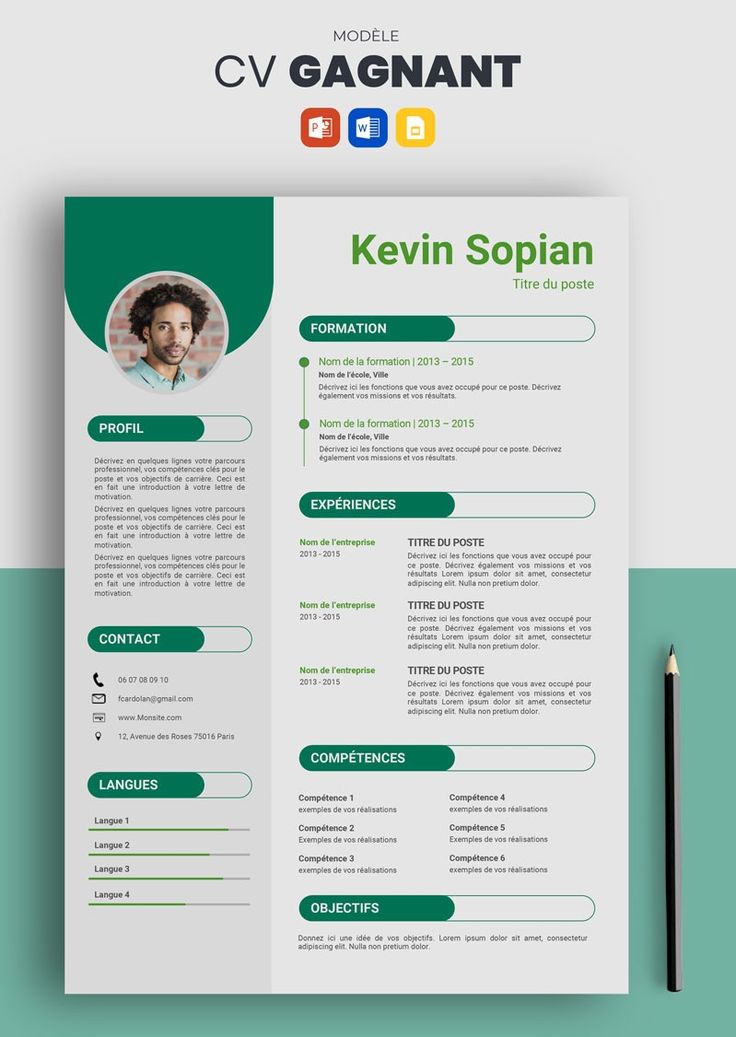 MODÈLE
CV GAGNANT
P
W
Kevin Sopian
Titre du poste
PROFIL
Décrivez en quelques lignes votre parcours
professionnel, vos compétences clés pour le
poste et vos objectifs de carrière. Ceci est
en fait une introduction à votre lettre de
motivation.
Décrivez en quelques lignes votre parcours
professionnel, vos compétences clés pour le
poste et vos objectifs de carrière. Ceci est
en fait une introduction à votre lettre de
motivation.
Décrivez en quelques lignes votre parcours
professionnel, vos compétences clés pour le
poste et vos objectifs de carrière. Ceci est
en fait une introduction à votre lettre de
motivation.
CONTACT
06 07 08 09 10
fcardolan@gmail.com
www.Monsite.com
12, Avenue des Roses 75016 Paris
LANGUES
Langue 1
Langue 2
Langue 3
Langue 4
FORMATION
Nom de la formation | 2013 – 2015
Nom de l'école, Ville
Décrivez ici les fonctions que vous avez occupé pour ce poste. Décrivez
également vos missions et vos résultats.
Nom de la formation | 2013 – 2015
Nom de l'école, Ville
Décrivez ici les fonctions que vous avez occupé pour ce poste. Décrivez
également vos missions et vos résultats.
EXPÉRIENCES
Nom de l'entreprise
2013 - 2015
TITRE DU POSTE
Décrivez ici les fonctions que vous avez occupé pour
ce poste. Décrivez également vos missions et vos
résultats Lorem ipsum dolor sit amet, consectetur
adipiscing elit. Nulla non pretium dolor.
Nom de l'entreprise
2013 - 2015
TITRE DU POSTE
Décrivez ici les fonctions que vous avez occupé pour
ce poste. Décrivez également vos missions et vos
résultats Lorem ipsum dolor sit amet, consectetur
adipiscing elit. Nulla non pretium dolor.
Nom de l'entreprise
2013 - 2015
TITRE DU POSTE
Décrivez ici les fonctions que vous avez occupé pour
ce poste. Décrivez également vos missions et vos
résultats Lorem ipsum dolor sit amet, consectetur
adipiscing elit. Nulla non pretium dolor.
COMPÉTENCES
Compétence 1
exemples de vos réalisations
Compétence 2
Exemples de vos réalisations
Compétence 3
exemples de vos réalisations
Compétence 4
exemples de vos réalisations
Compétence 5
exemples de vos réalisations
Compétence 6
exemples de vos réalisations
OBJECTIFS
Donnez ici une idée de vos objectifs. Lorem ipsum dolor sit amet, consectetur
adipiscing elit. Nulla non pretium dolor.